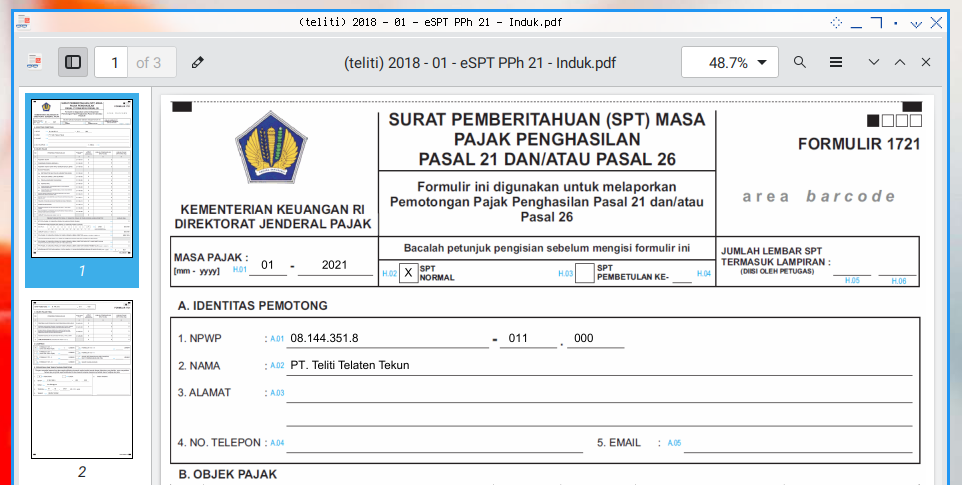 (teliti) 2018 - 01 - eSPT PPh 21 - Induk.pdf
1 of 3
(teliti) 2018 - 01 - eSPT PPh 21 - Induk.pdf
48.7%
1
2
KEMENTERIAN KEUANGAN RI
DIREKTORAT JENDERAL PAJAK
SURAT PEMBERITAHUAN (SPT) MASA
PAJAK PENGHASILAN
PASAL 21 DAN/ATAU PASAL 26
Formulir ini digunakan untuk melaporkan
Pemotongan Pajak Penghasilan Pasal 21 dan/atau
Pasal 26
FORMULIR 1721
area barcode
MASA PAJAK :
[mm - yyyy] H.01 01 - 2021
Bacalah petunjuk pengisian sebelum mengisi formulir ini
H.02 X SPT NORMAL
H.03 SPT PEMBETULAN KE- H.04
JUMLAH LEMBAR SPT
TERMASUK LAMPIRAN :
(DIISI OLEH PETUGAS)
H.05 H.06
A. IDENTITAS PEMOTONG
1. NPWP : A.01 08.144.351.8 - 011 . 000
2. NAMA : A.02 PT. Teliti Telaten Tekun
3. ALAMAT : A.03
4. NO. TELEPON : A.04 5. EMAIL : A.05
B. OBJEK PAJAK